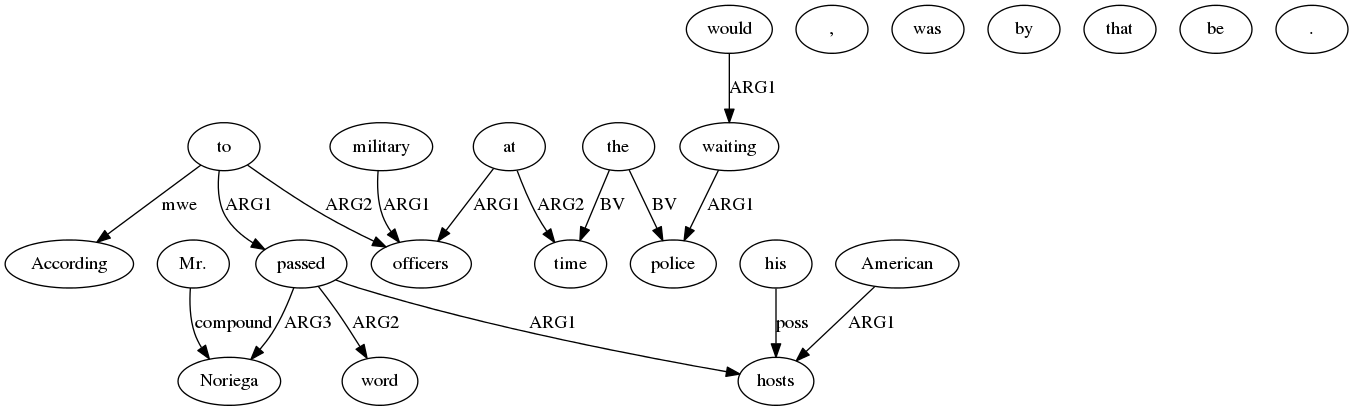 would , was by that be .
ARG1
to military at the waiting
mwe ARG1 ARG2 ARG1 ARG1 ARG2 BV BV ARG1
According Mr. passed officers time police his American
compound ARG3 ARG2 ARG1 poss ARG1
Noriega word hosts